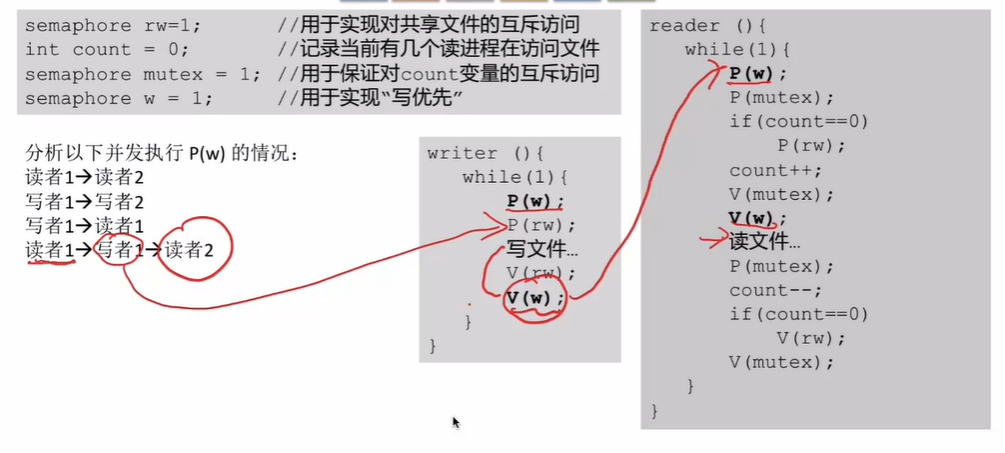 semaphore rw=1; //用于实现对共享文件的互斥访问
int count = 0; //记录当前有几个读进程在访问文件
semaphore mutex = 1; //用于保证对count变量的互斥访问
semaphore w = 1; //用于实现“写优先”
分析以下并发执行 P(w) 的情况:
读者1→读者2
写者1→写者2
写者1→读者1
读者1→写者1→读者2
writer (){
while(1){
P(w);
P(rw);
写文件…
V(rw);
V(w);
}
}
reader (){
while(1){
P(w);
P(mutex);
if(count==0)
P(rw);
count++;
V(mutex);
V(w);
读文件…
P(mutex);
count--;
if(count==0)
V(rw);
V(mutex);
}
}